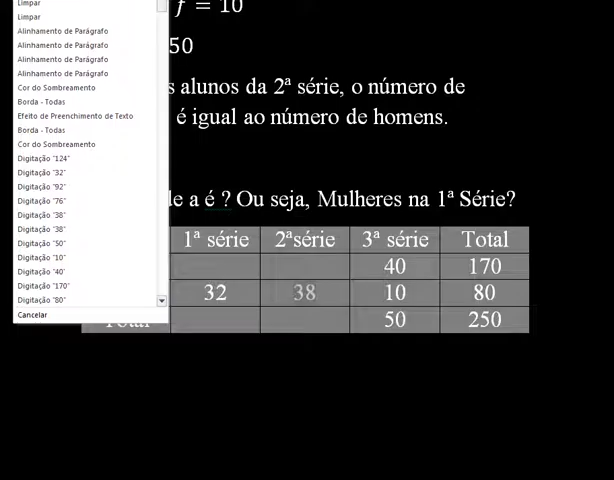 Limpar
f = 10
Limpar
Alinhamento de Parágrafo
Alinhamento de Parágrafo
50
Alinhamento de Parágrafo
Alinhamento de Parágrafo
Cor do Sombreamento
s alunos da 2ª série, o número de
Borda - Todas
Efeito de Preenchimento de Texto
é igual ao número de homens.
Borda - Todas
Cor do Sombreamento
Digitação "124"
Digitação "32"
Digitação "92"
Digitação "76"
de a é ? Ou seja, Mulheres na 1ª Série?
Digitação "38"
Digitação "38"
Digitação "50"
Digitação "10"
Digitação "40"
Digitação "170"
Digitação "80"
Cancelar
1ª série 2ªsérie 3ª série Total
40 170
32 38 10 80
Total 50 250